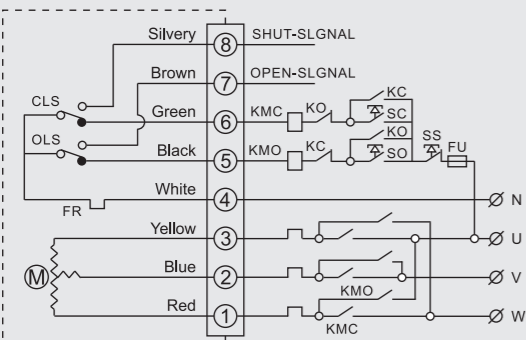 Silvery 8 SHUT-SLGNAL
Brown 7 OPEN-SLGNAL
KC
CLS Green 6 KMC KO SC
KO
OLS Black 5 KMO KC SO SS FU
White 4 N
FR
Yellow 3 U
M Blue 2 V
KMO
Red 1 W
KMC